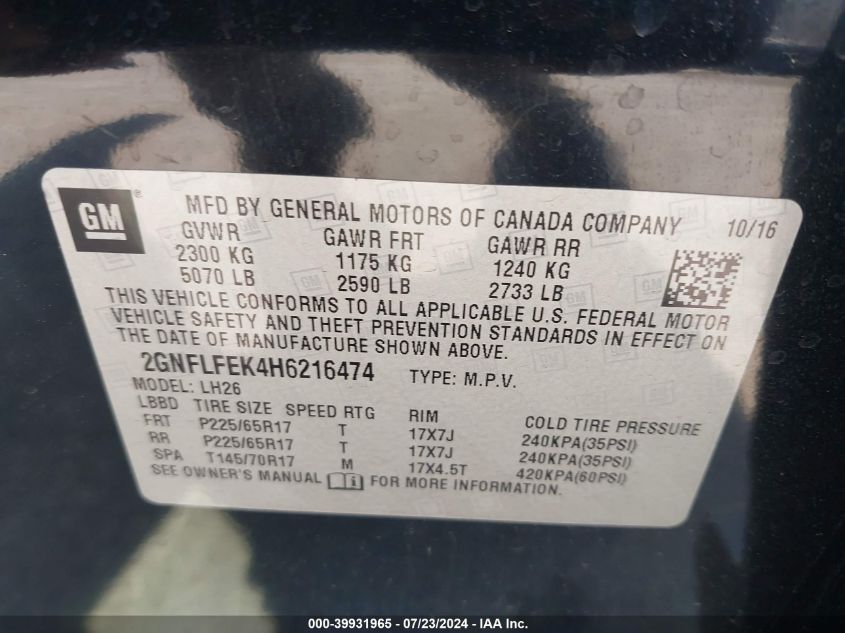 GM ®
MFD BY GENERAL MOTORS OF CANADA COMPANY 10/16
GVWR GAWR FRT GAWR RR
2300 KG 1175 KG 1240 KG
5070 LB 2590 LB 2733 LB
THIS VEHICLE CONFORMS TO ALL APPLICABLE U.S. FEDERAL MOTOR
VEHICLE SAFETY AND THEFT PREVENTION STANDARDS IN EFFECT ON
THE DATE OF MANUFACTURE SHOWN ABOVE.
2GNFLFEK4H6216474 TYPE: M.P.V.
MODEL: LH26
LBBD TIRE SIZE SPEED RTG RIM COLD TIRE PRESSURE
FRT P225/65R17 T 17X7J 240KPA(35PSI)
RR P225/65R17 T 17X7J 240KPA(35PSI)
SPA T145/70R17 M 17X4.5T 420KPA(60PSI)
SEE OWNER'S MANUAL FOR MORE INFORMATION.
000-39931965 - 07/23/2024 - IAA Inc.